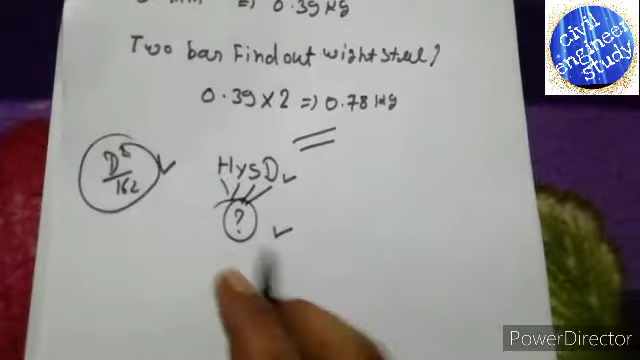 => 0.39 Kg
Two bar Find out wight steel?
0.39 × 2 => 0.78 Kg
D²/162
HYSD
?
civil
engineer
study
PowerDirector